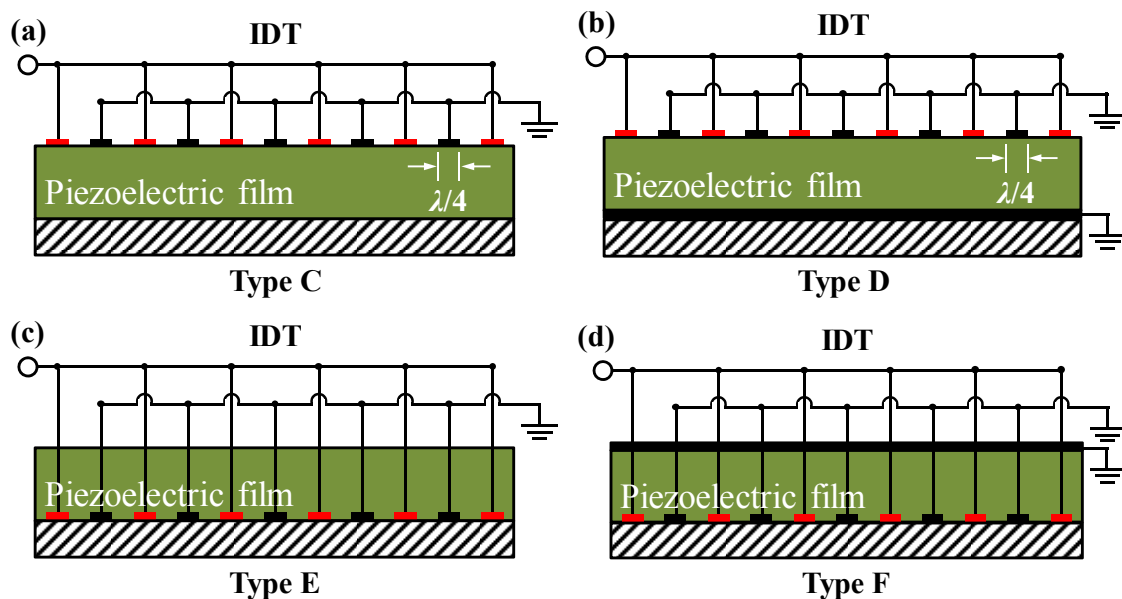 (a)
IDT
Piezoelectric film
λ/4
Type C
(b)
IDT
Piezoelectric film
λ/4
Type D
(c)
IDT
Piezoelectric film
Type E
(d)
IDT
Piezoelectric film
Type F